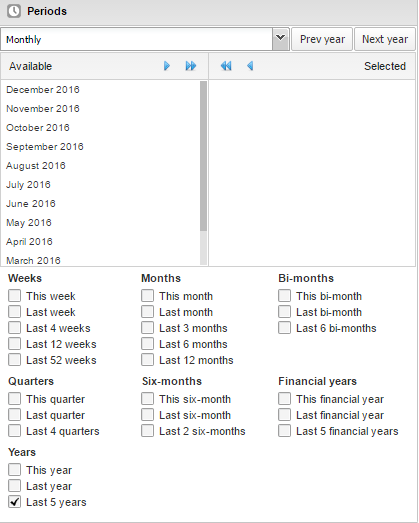 Periods
Monthly Prev year Next year
Available Selected
December 2016
November 2016
October 2016
September 2016
August 2016
July 2016
June 2016
May 2016
April 2016
March 2016
Weeks Months Bi-months
This week This month This bi-month
Last week Last month Last bi-month
Last 4 weeks Last 3 months Last 6 bi-months
Last 12 weeks Last 6 months
Last 52 weeks Last 12 months
Quarters Six-months Financial years
This quarter This six-month This financial year
Last quarter Last six-month Last financial year
Last 4 quarters Last 2 six-months Last 5 financial years
Years
This year
Last year
Last 5 years